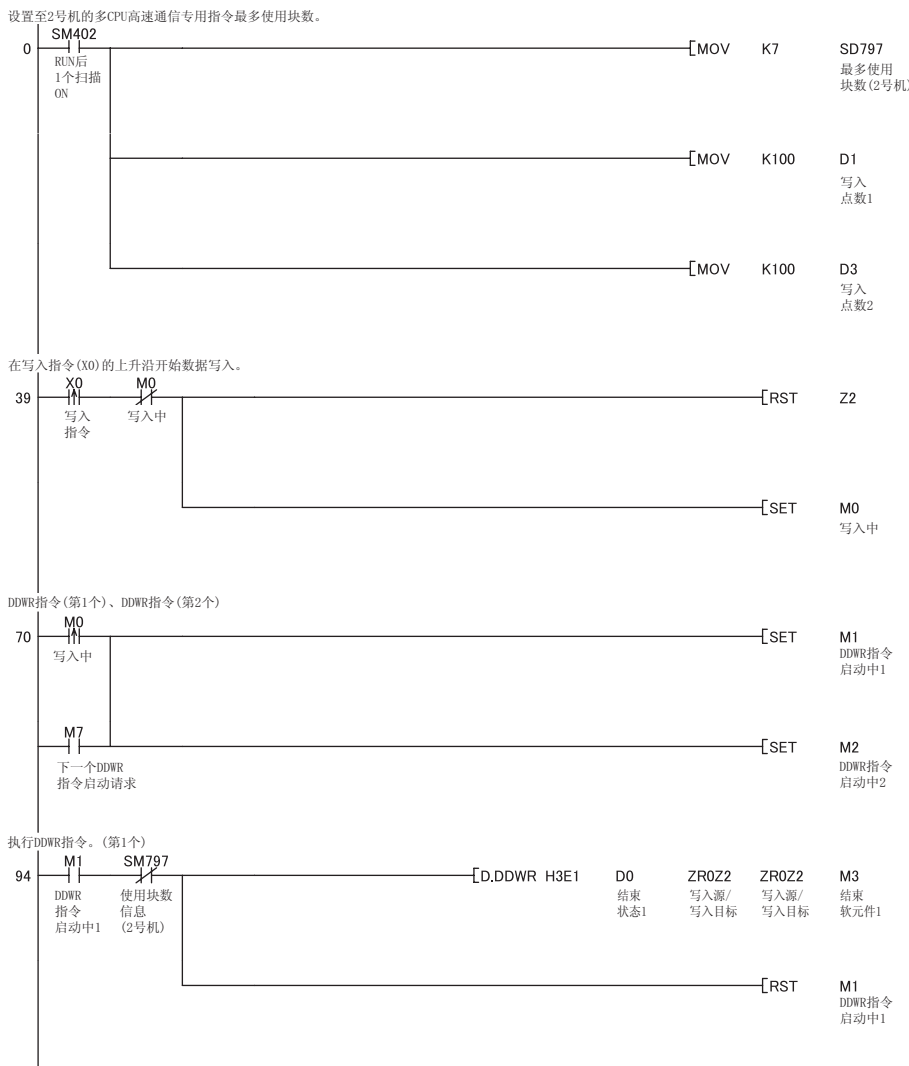 设置至2号机的多CPU高速通信专用指令最多使用块数。
SM402
0
[MOV K7 SD797
RUN后
1个扫描
ON
最多使用
块数(2号机)
[MOV K100 D1
写入
点数1
[MOV K100 D3
写入
点数2
在写入指令(X0)的上升沿开始数据写入。
X0 M0
39
[RST Z2
写入
指令
写入中
[SET M0
写入中
DDWR指令(第1个)、DDWR指令(第2个)
M0
70
[SET M1
写入中
DDWR指令
启动中1
M7
[SET M2
下一个DDWR
指令启动请求
DDWR指令
启动中2
执行DDWR指令。(第1个)
M1 SM797
94
[D.DDWR H3E1 D0 ZR0Z2 ZR0Z2 M3
DDWR
指令
启动中1
使用块数
信息
(2号机)
结束
状态1
写入源/
写入目标
写入源/
写入目标
结束
软元件1
[RST M1
DDWR指令
启动中1